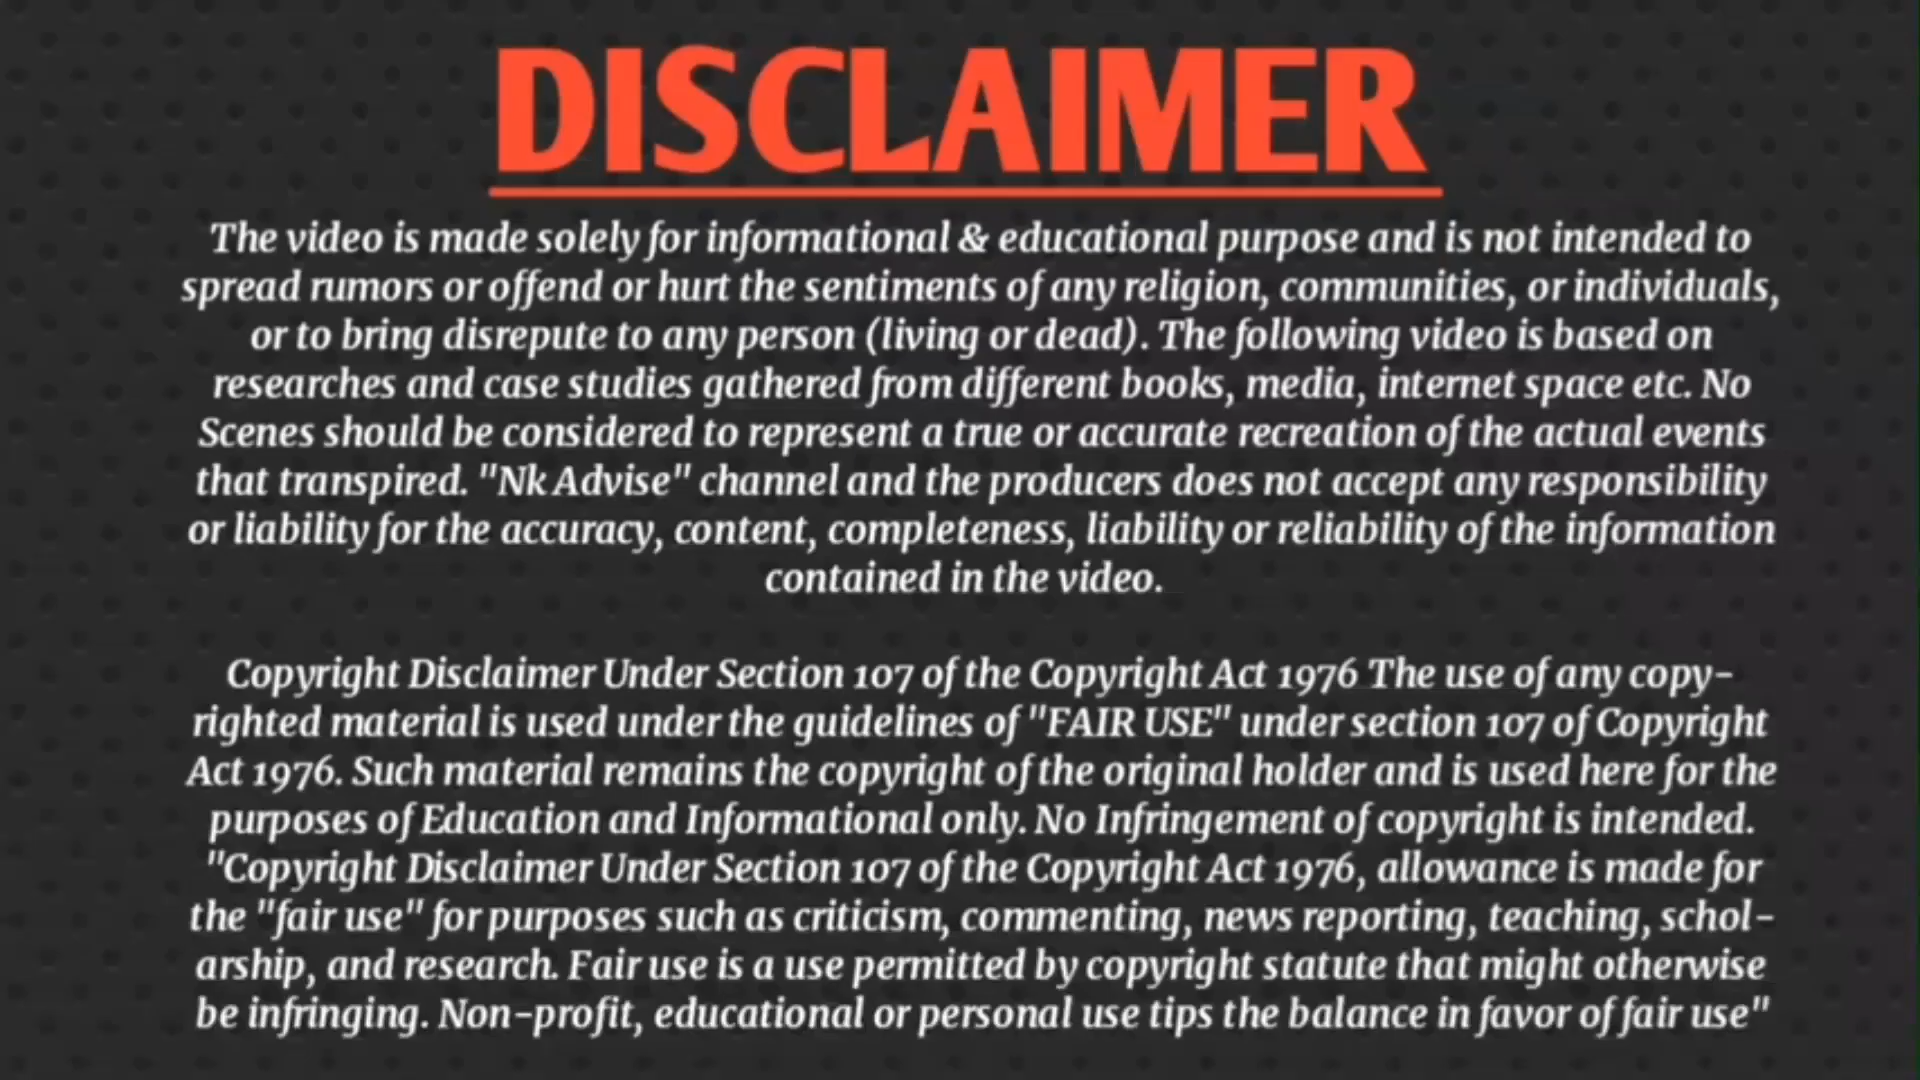 DISCLAIMER
The video is made solely for informational & educational purpose and is not intended to
spread rumors or offend or hurt the sentiments of any religion, communities, or individuals,
or to bring disrepute to any person (living or dead). The following video is based on
researches and case studies gathered from different books, media, internet space etc. No
Scenes should be considered to represent a true or accurate recreation of the actual events
that transpired. "Nk Advise" channel and the producers does not accept any responsibility
or liability for the accuracy, content, completeness, liability or reliability of the information
contained in the video.
Copyright Disclaimer Under Section 107 of the Copyright Act 1976 The use of any copy-
righted material is used under the guidelines of "FAIR USE" under section 107 of Copyright
Act 1976. Such material remains the copyright of the original holder and is used here for the
purposes of Education and Informational only. No Infringement of copyright is intended.
"Copyright Disclaimer Under Section 107 of the Copyright Act 1976, allowance is made for
the "fair use" for purposes such as criticism, commenting, news reporting, teaching, schol-
arship, and research. Fair use is a use permitted by copyright statute that might otherwise
be infringing. Non-profit, educational or personal use tips the balance in favor of fair use"